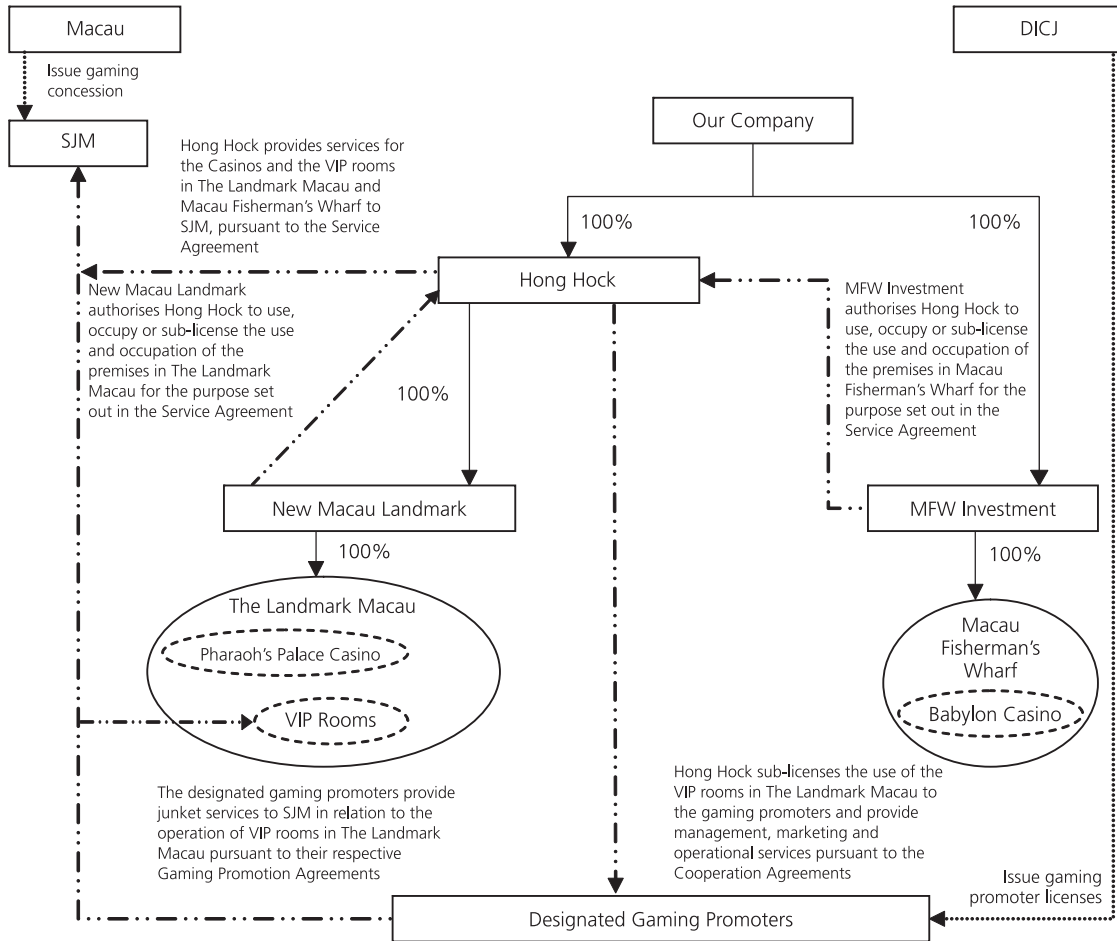 Macau
DICJ
Issue gaming
concession
Our Company
SJM
Hong Hock provides services for
the Casinos and the VIP rooms
in The Landmark Macau and
Macau Fisherman's Wharf to
SJM, pursuant to the Service
Agreement
100%
100%
Hong Hock
New Macau Landmark
authorises Hong Hock to use,
occupy or sub-license the use
and occupation of the
premises in The Landmark
Macau for the purpose set
out in the Service Agreement
MFW Investment
authorises Hong Hock to
use, occupy or sub-license
the use and occupation of
the premises in Macau
Fisherman's Wharf for the
purpose set out in the
Service Agreement
100%
New Macau Landmark
MFW Investment
100%
100%
The Landmark Macau
Pharaoh's Palace Casino
VIP Rooms
Macau
Fisherman's
Wharf
Babylon Casino
The designated gaming promoters provide
junket services to SJM in relation to the
operation of VIP rooms in The Landmark
Macau pursuant to their respective
Gaming Promotion Agreements
Hong Hock sub-licenses the use of the
VIP rooms in The Landmark Macau to
the gaming promoters and provide
management, marketing and
operational services pursuant to the
Cooperation Agreements
Issue gaming
promoter licenses
Designated Gaming Promoters